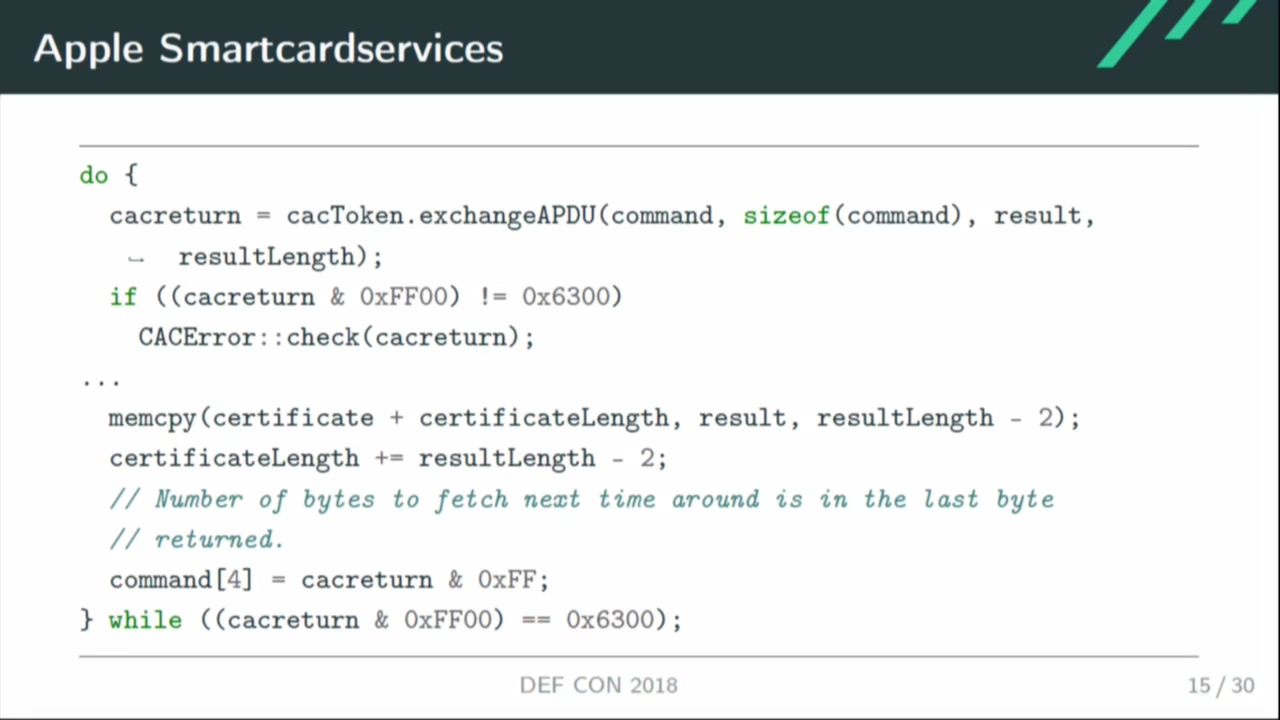 Apple Smartcardservices
do {
cacreturn = cacToken.exchangeAPDU(command, sizeof(command), result,
↪ resultLength);
if ((cacreturn & 0xFF00) != 0x6300)
CACError::check(cacreturn);
...
memcpy(certificate + certificateLength, result, resultLength - 2);
certificateLength += resultLength - 2;
// Number of bytes to fetch next time around is in the last byte
// returned.
command[4] = cacreturn & 0xFF;
} while ((cacreturn & 0xFF00) == 0x6300);
DEF CON 2018
15 / 30